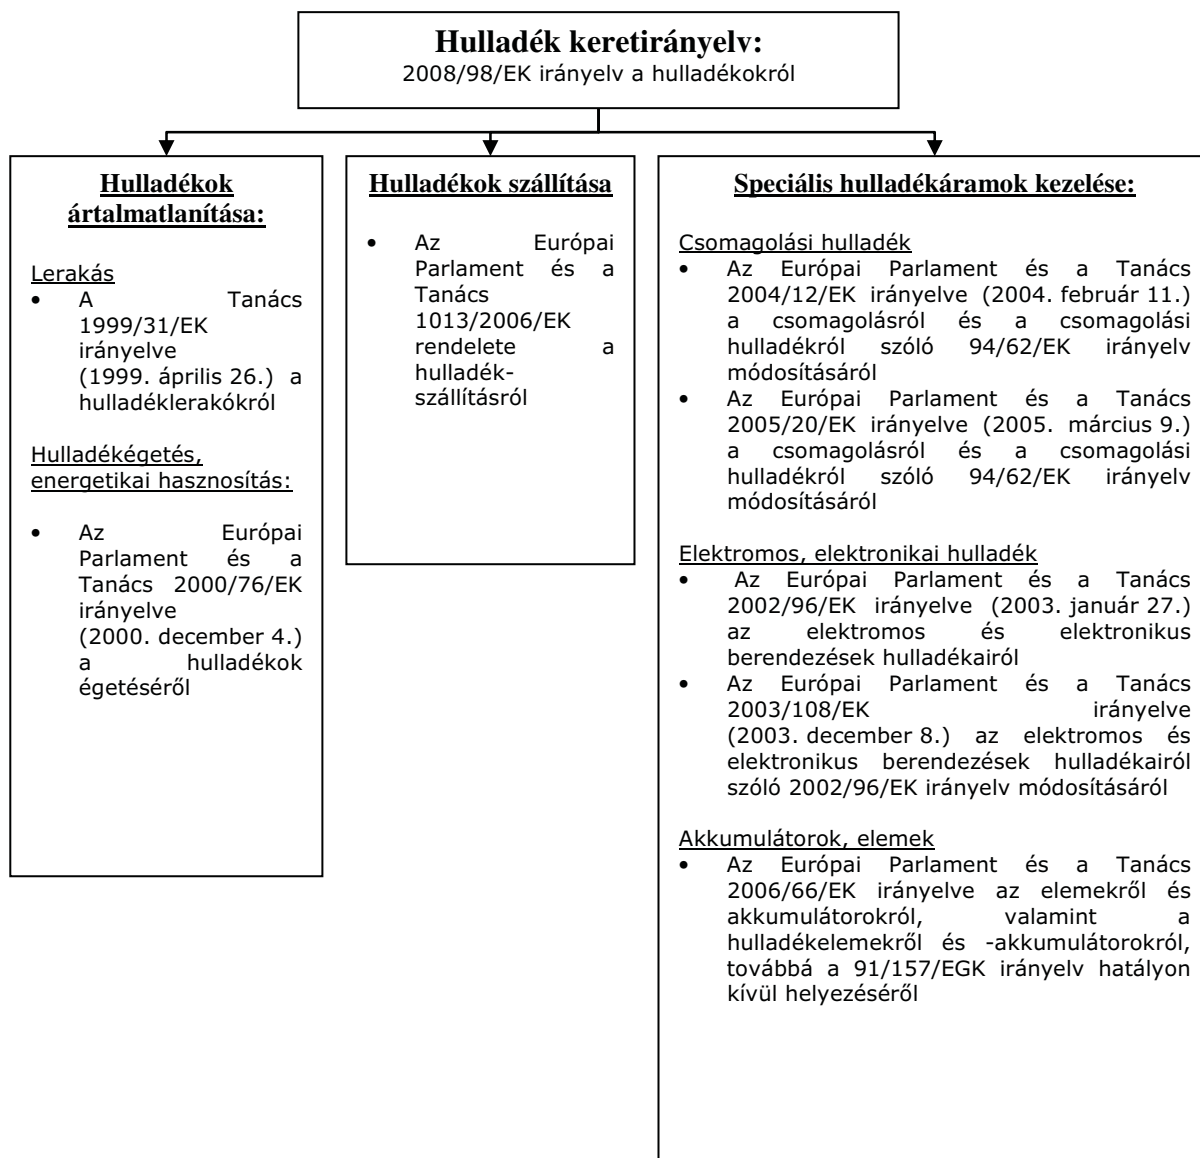 Hulladék keretirányelv:
2008/98/EK irányelv a hulladékokról
Hulladékok
ártalmatlanítása:
Lerakás
• A Tanács
1999/31/EK
irányelve
(1999. április 26.) a
hulladéklerakókról
Hulladékégetés,
energetikai hasznosítás:
• Az Európai
Parlament és a
Tanács 2000/76/EK
irányelve
(2000. december 4.)
a hulladékok
égetéséről
Hulladékok szállítása
• Az Európai
Parlament és a
Tanács
1013/2006/EK
rendelete a
hulladék-
szállításról
Speciális hulladékáramok kezelése:
Csomagolási hulladék
• Az Európai Parlament és a Tanács
2004/12/EK irányelve (2004. február 11.)
a csomagolásról és a csomagolási
hulladékról szóló 94/62/EK irányelv
módosításáról
• Az Európai Parlament és a Tanács
2005/20/EK irányelve (2005. március 9.)
a csomagolásról és a csomagolási
hulladékról szóló 94/62/EK irányelv
módosításáról
Elektromos, elektronikai hulladék
• Az Európai Parlament és a Tanács
2002/96/EK irányelve (2003. január 27.)
az elektromos és elektronikus
berendezések hulladékairól
• Az Európai Parlament és a Tanács
2003/108/EK irányelve
(2003. december 8.) az elektromos és
elektronikus berendezések hulladékairól
szóló 2002/96/EK irányelv módosításáról
Akkumulátorok, elemek
• Az Európai Parlament és a Tanács
2006/66/EK irányelve az elemekről és
akkumulátorokról, valamint a
hulladékelemekről és -akkumulátorokról,
továbbá a 91/157/EGK irányelv hatályon
kívül helyezéséről